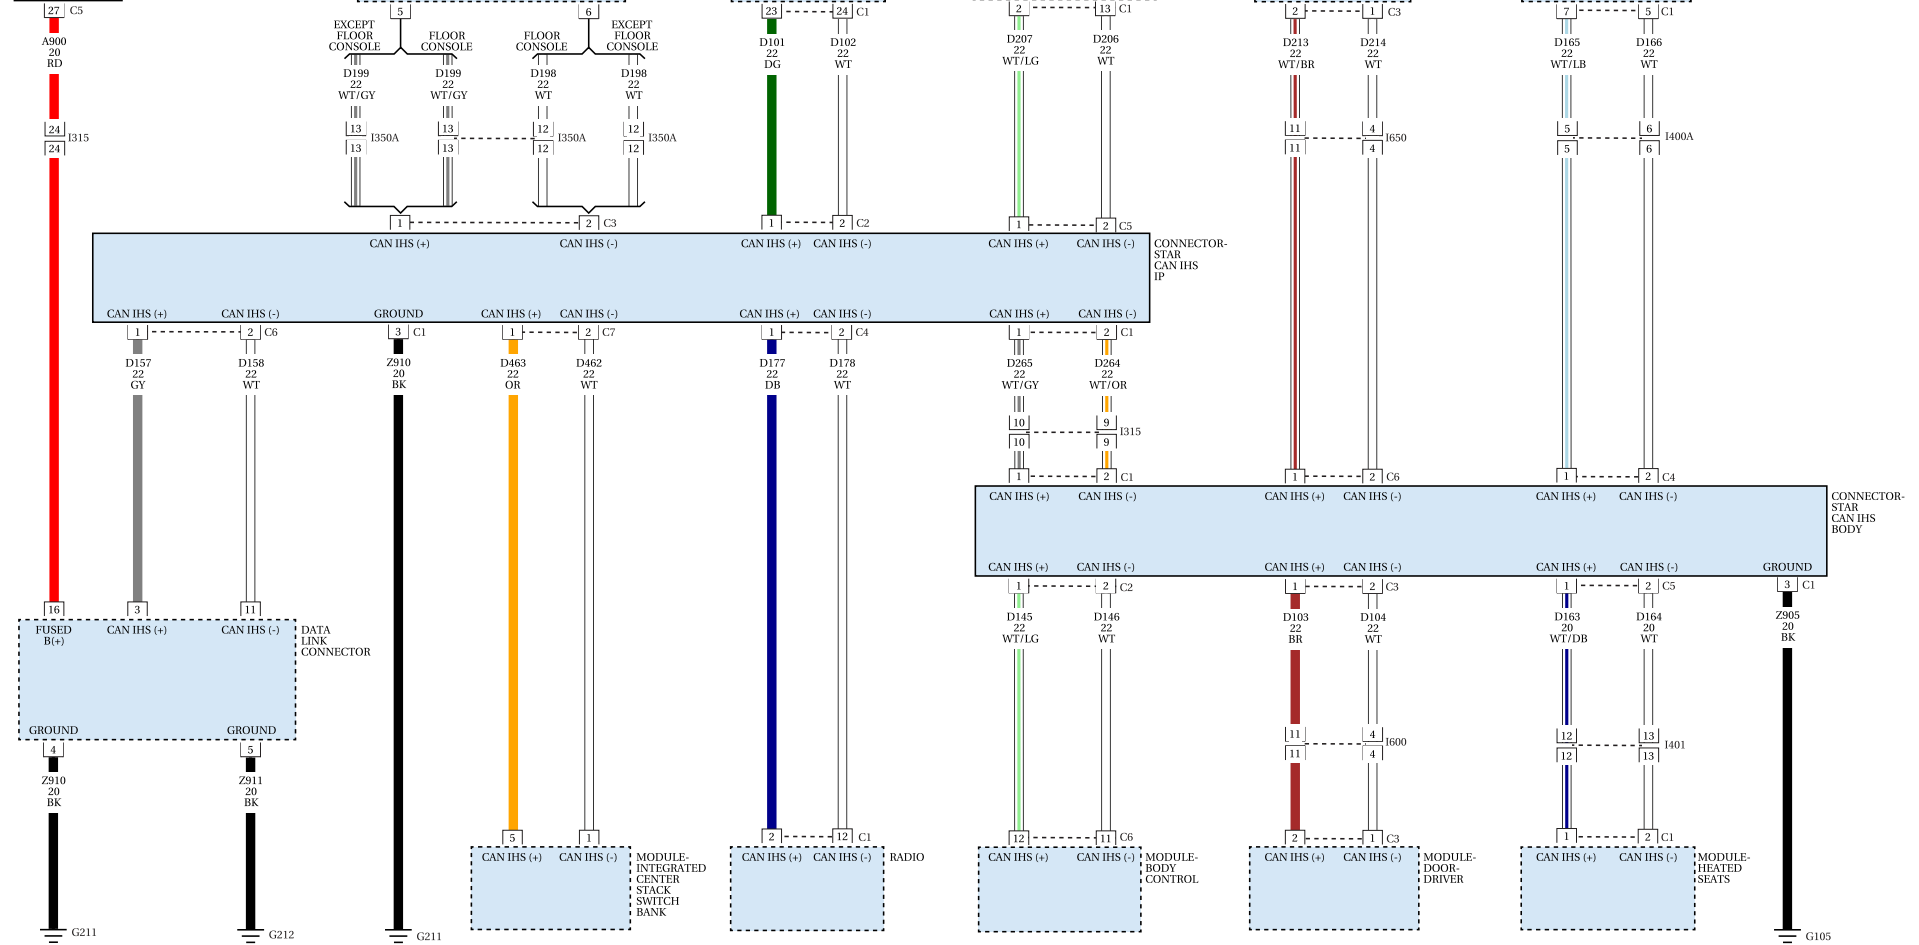 27 C5
5
6
23 24 C1
2 13 C1
2 1 C3
7 5 C1
A900
20
RD
EXCEPT
FLOOR
CONSOLE
FLOOR
CONSOLE
FLOOR
CONSOLE
EXCEPT
FLOOR
CONSOLE
D199
22
WT/GY
D199
22
WT/GY
D198
22
WT
D198
22
WT
D101
22
DG
D102
22
WT
D207
22
WT/LG
D206
22
WT
D213
22
WT/BR
D214
22
WT
D165
22
WT/LB
D166
22
WT
24
24
I315
13
13
I350A
13
13
12
12
I350A
12
12
I350A
11
11
4
4
I650
5
5
6
6
I400A
1 2 C3
1 2 C2
1 2 C5
CAN IHS (+) CAN IHS (-) CAN IHS (+) CAN IHS (-) CAN IHS (+) CAN IHS (-)
CONNECTOR-
STAR
CAN IHS
IP
CAN IHS (+) CAN IHS (-) GROUND CAN IHS (+) CAN IHS (-) CAN IHS (+) CAN IHS (-) CAN IHS (+) CAN IHS (-)
1 2 C6
3 C1
1 2 C7
1 2 C4
1 2 C1
D157
22
GY
D158
22
WT
Z910
20
BK
D463
22
OR
D462
22
WT
D177
22
DB
D178
22
WT
D265
22
WT/GY
D264
22
WT/OR
10
10
9
9
I315
1 2 C1
1 2 C6
1 2 C4
CAN IHS (+) CAN IHS (-) CAN IHS (+) CAN IHS (-) CAN IHS (+) CAN IHS (-)
CONNECTOR-
STAR
CAN IHS
BODY
CAN IHS (+) CAN IHS (-) CAN IHS (+) CAN IHS (-) CAN IHS (+) CAN IHS (-) GROUND
1 2 C2
1 2 C3
1 2 C5
3 C1
16 3 11
FUSED
B(+)
CAN IHS (+) CAN IHS (-)
DATA
LINK
CONNECTOR
D145
22
WT/LG
D146
22
WT
D103
22
BR
D104
22
WT
D163
20
WT/DB
D164
20
WT
Z905
20
BK
GROUND GROUND
4 5
11
11
4
4
I600
12
12
13
13
I401
Z910
20
BK
Z911
20
BK
5 1
2 12 C1
12 11 C6
2 1 C3
1 2 C1
CAN IHS (+) CAN IHS (-)
MODULE-
INTEGRATED
CENTER
STACK
SWITCH
BANK
CAN IHS (+) CAN IHS (-)
RADIO
CAN IHS (+) CAN IHS (-)
MODULE-
BODY
CONTROL
CAN IHS (+) CAN IHS (-)
MODULE-
DOOR-
DRIVER
CAN IHS (+) CAN IHS (-)
MODULE-
HEATED
SEATS
G211
G212
G211
G105